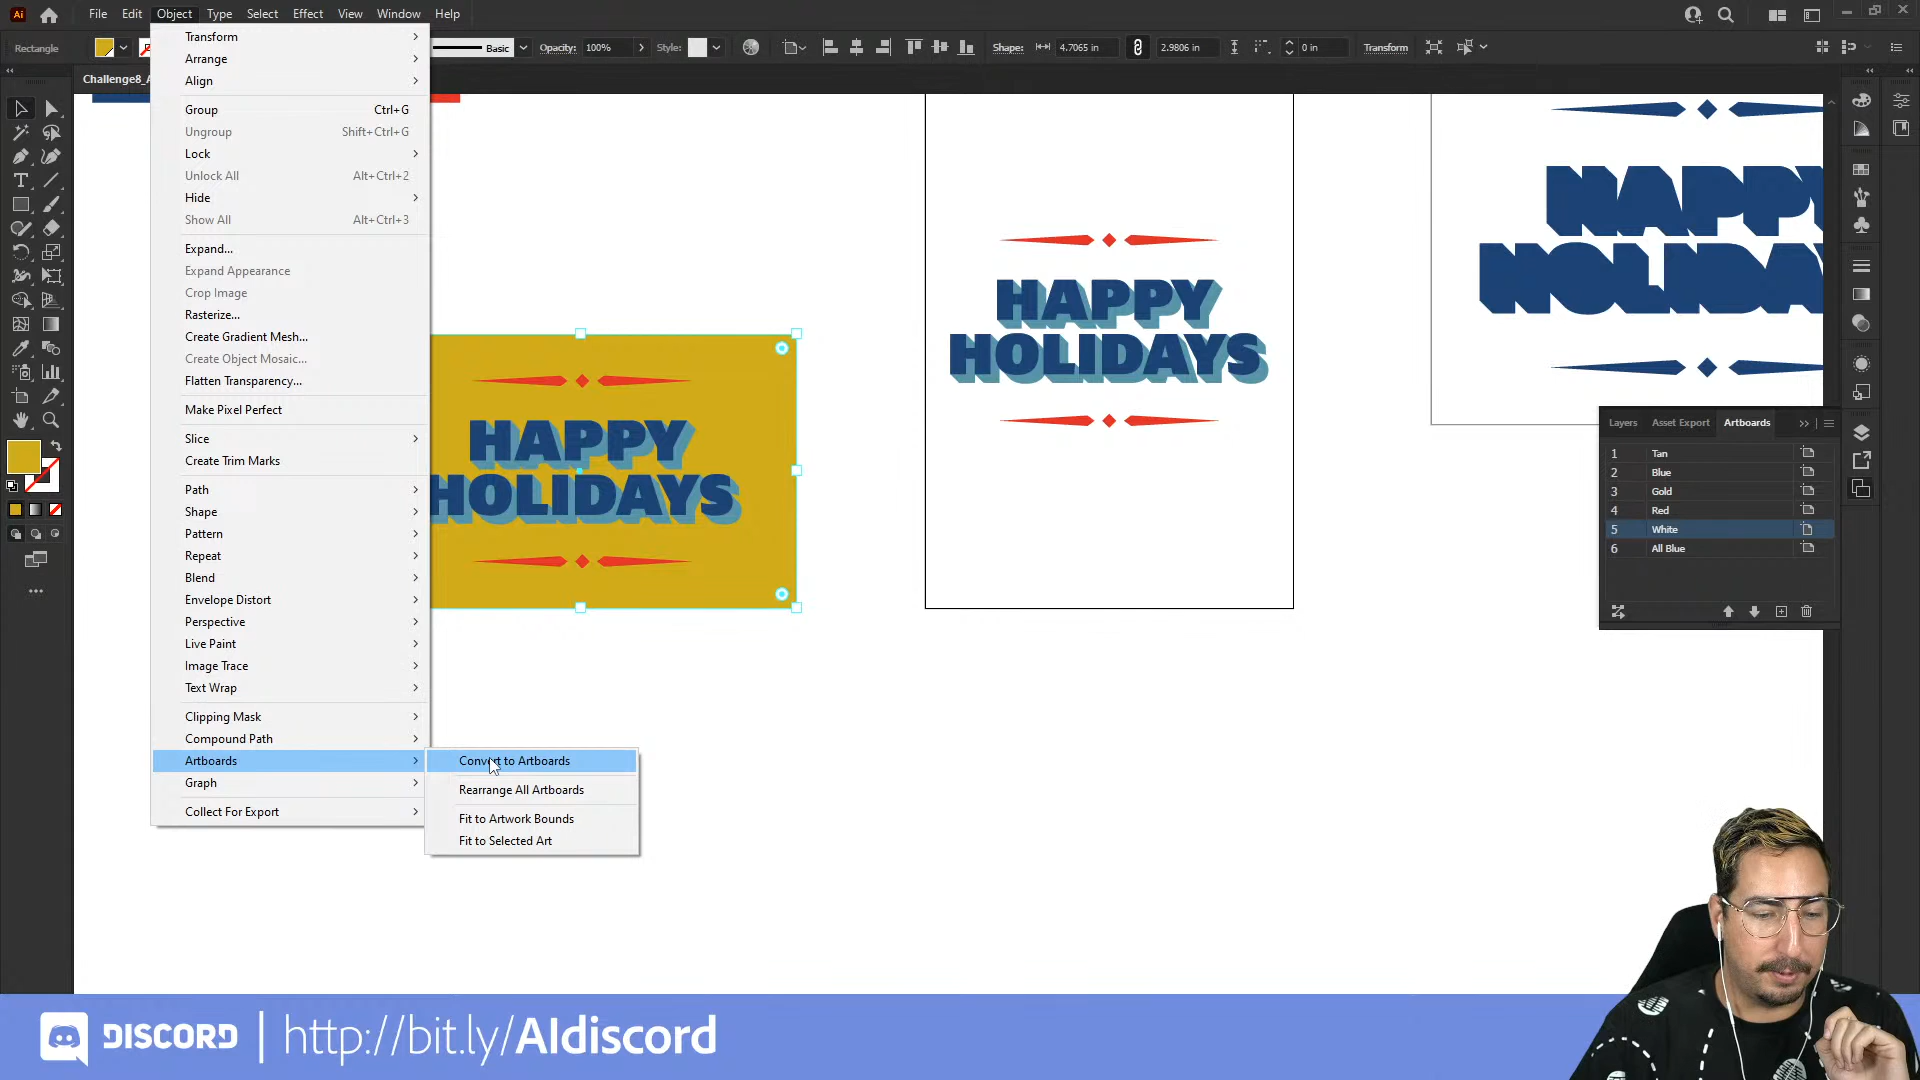 Ai File Edit Object Type Select Effect View Window Help
Rectangle Basic Opacity: 100% Style: Shape: 4.7065 in 2.9806 in 0 in Transform
Challenge8_A
Transform
Arrange
Align
Group Ctrl+G
Ungroup Shift+Ctrl+G
Lock
Unlock All Alt+Ctrl+2
Hide
Show All Alt+Ctrl+3
Expand...
Expand Appearance
Crop Image
Rasterize...
Create Gradient Mesh...
Create Object Mosaic...
Flatten Transparency...
Make Pixel Perfect
Slice
Create Trim Marks
Path
Shape
Pattern
Repeat
Blend
Envelope Distort
Perspective
Live Paint
Image Trace
Text Wrap
Clipping Mask
Compound Path
Artboards
Graph
Collect For Export
Convert to Artboards
Rearrange All Artboards
Fit to Artwork Bounds
Fit to Selected Art
HAPPY
HOLIDAYS
HAPPY
HOLIDAYS
HAPPY
HOLIDA
Layers Asset Export Artboards
1 Tan
2 Blue
3 Gold
4 Red
5 White
6 All Blue
DISCORD | http://bit.ly/AIdiscord